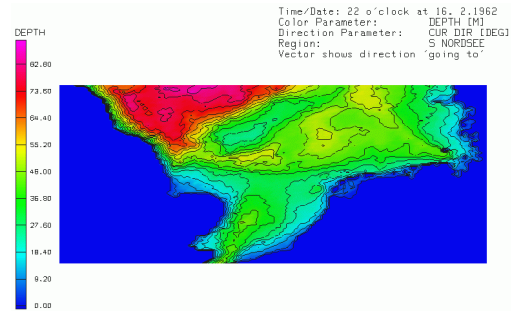 Time/Date: 22 o'clock at 16. 2.1962
Color Parameter: DEPTH [M]
Direction Parameter: CUR DIR [DEG]
Region: S NORDSEE
Vector shows direction 'going to'
DEPTH
82.80
73.60
64.40
55.20
46.00
36.80
27.60
18.40
9.20
0.00